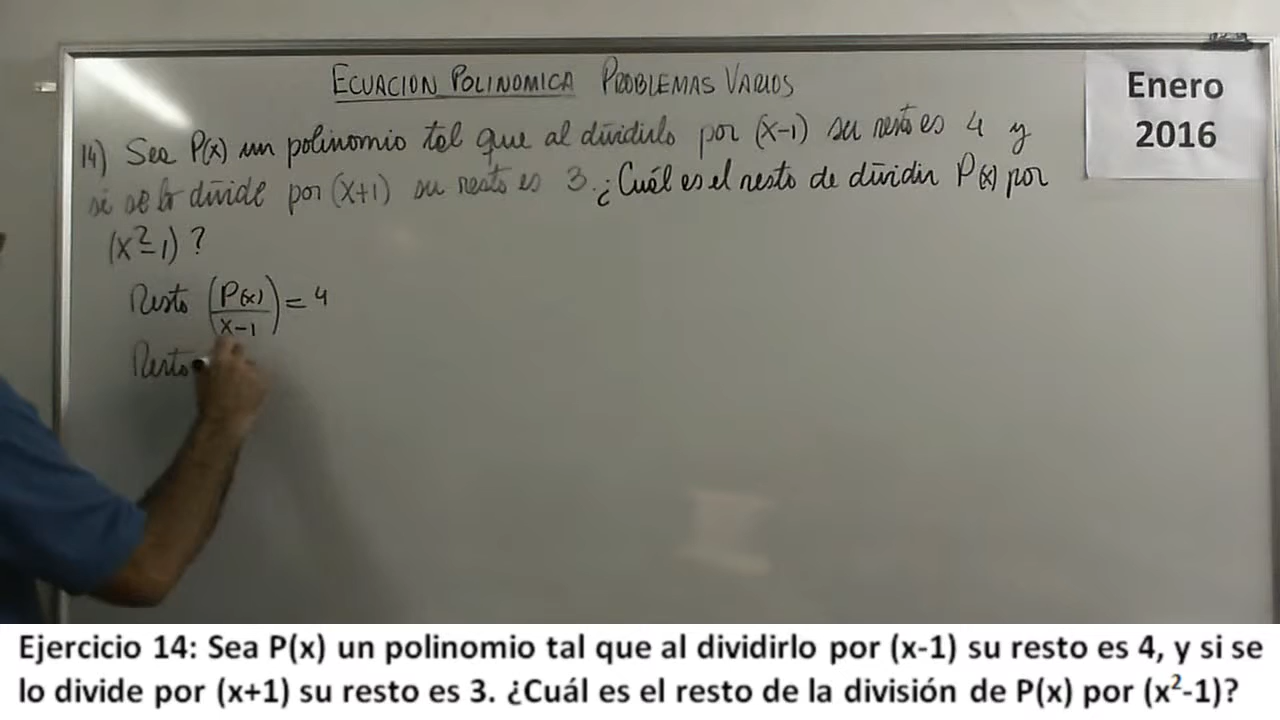 ECUACION POLINOMICA PROBLEMAS VARIOS
Enero
2016
14) Sea P(x) un polinomio tal que al dividirlo por (x-1) su resto es 4 y
si se lo divide por (x+1) su resto es 3. ¿Cuál es el resto de dividir P(x) por
(x²-1)?
Resto (P(x)/x-1) = 4
Resto
Ejercicio 14: Sea P(x) un polinomio tal que al dividirlo por (x-1) su resto es 4, y si se
lo divide por (x+1) su resto es 3. ¿Cuál es el resto de la división de P(x) por (x²-1)?